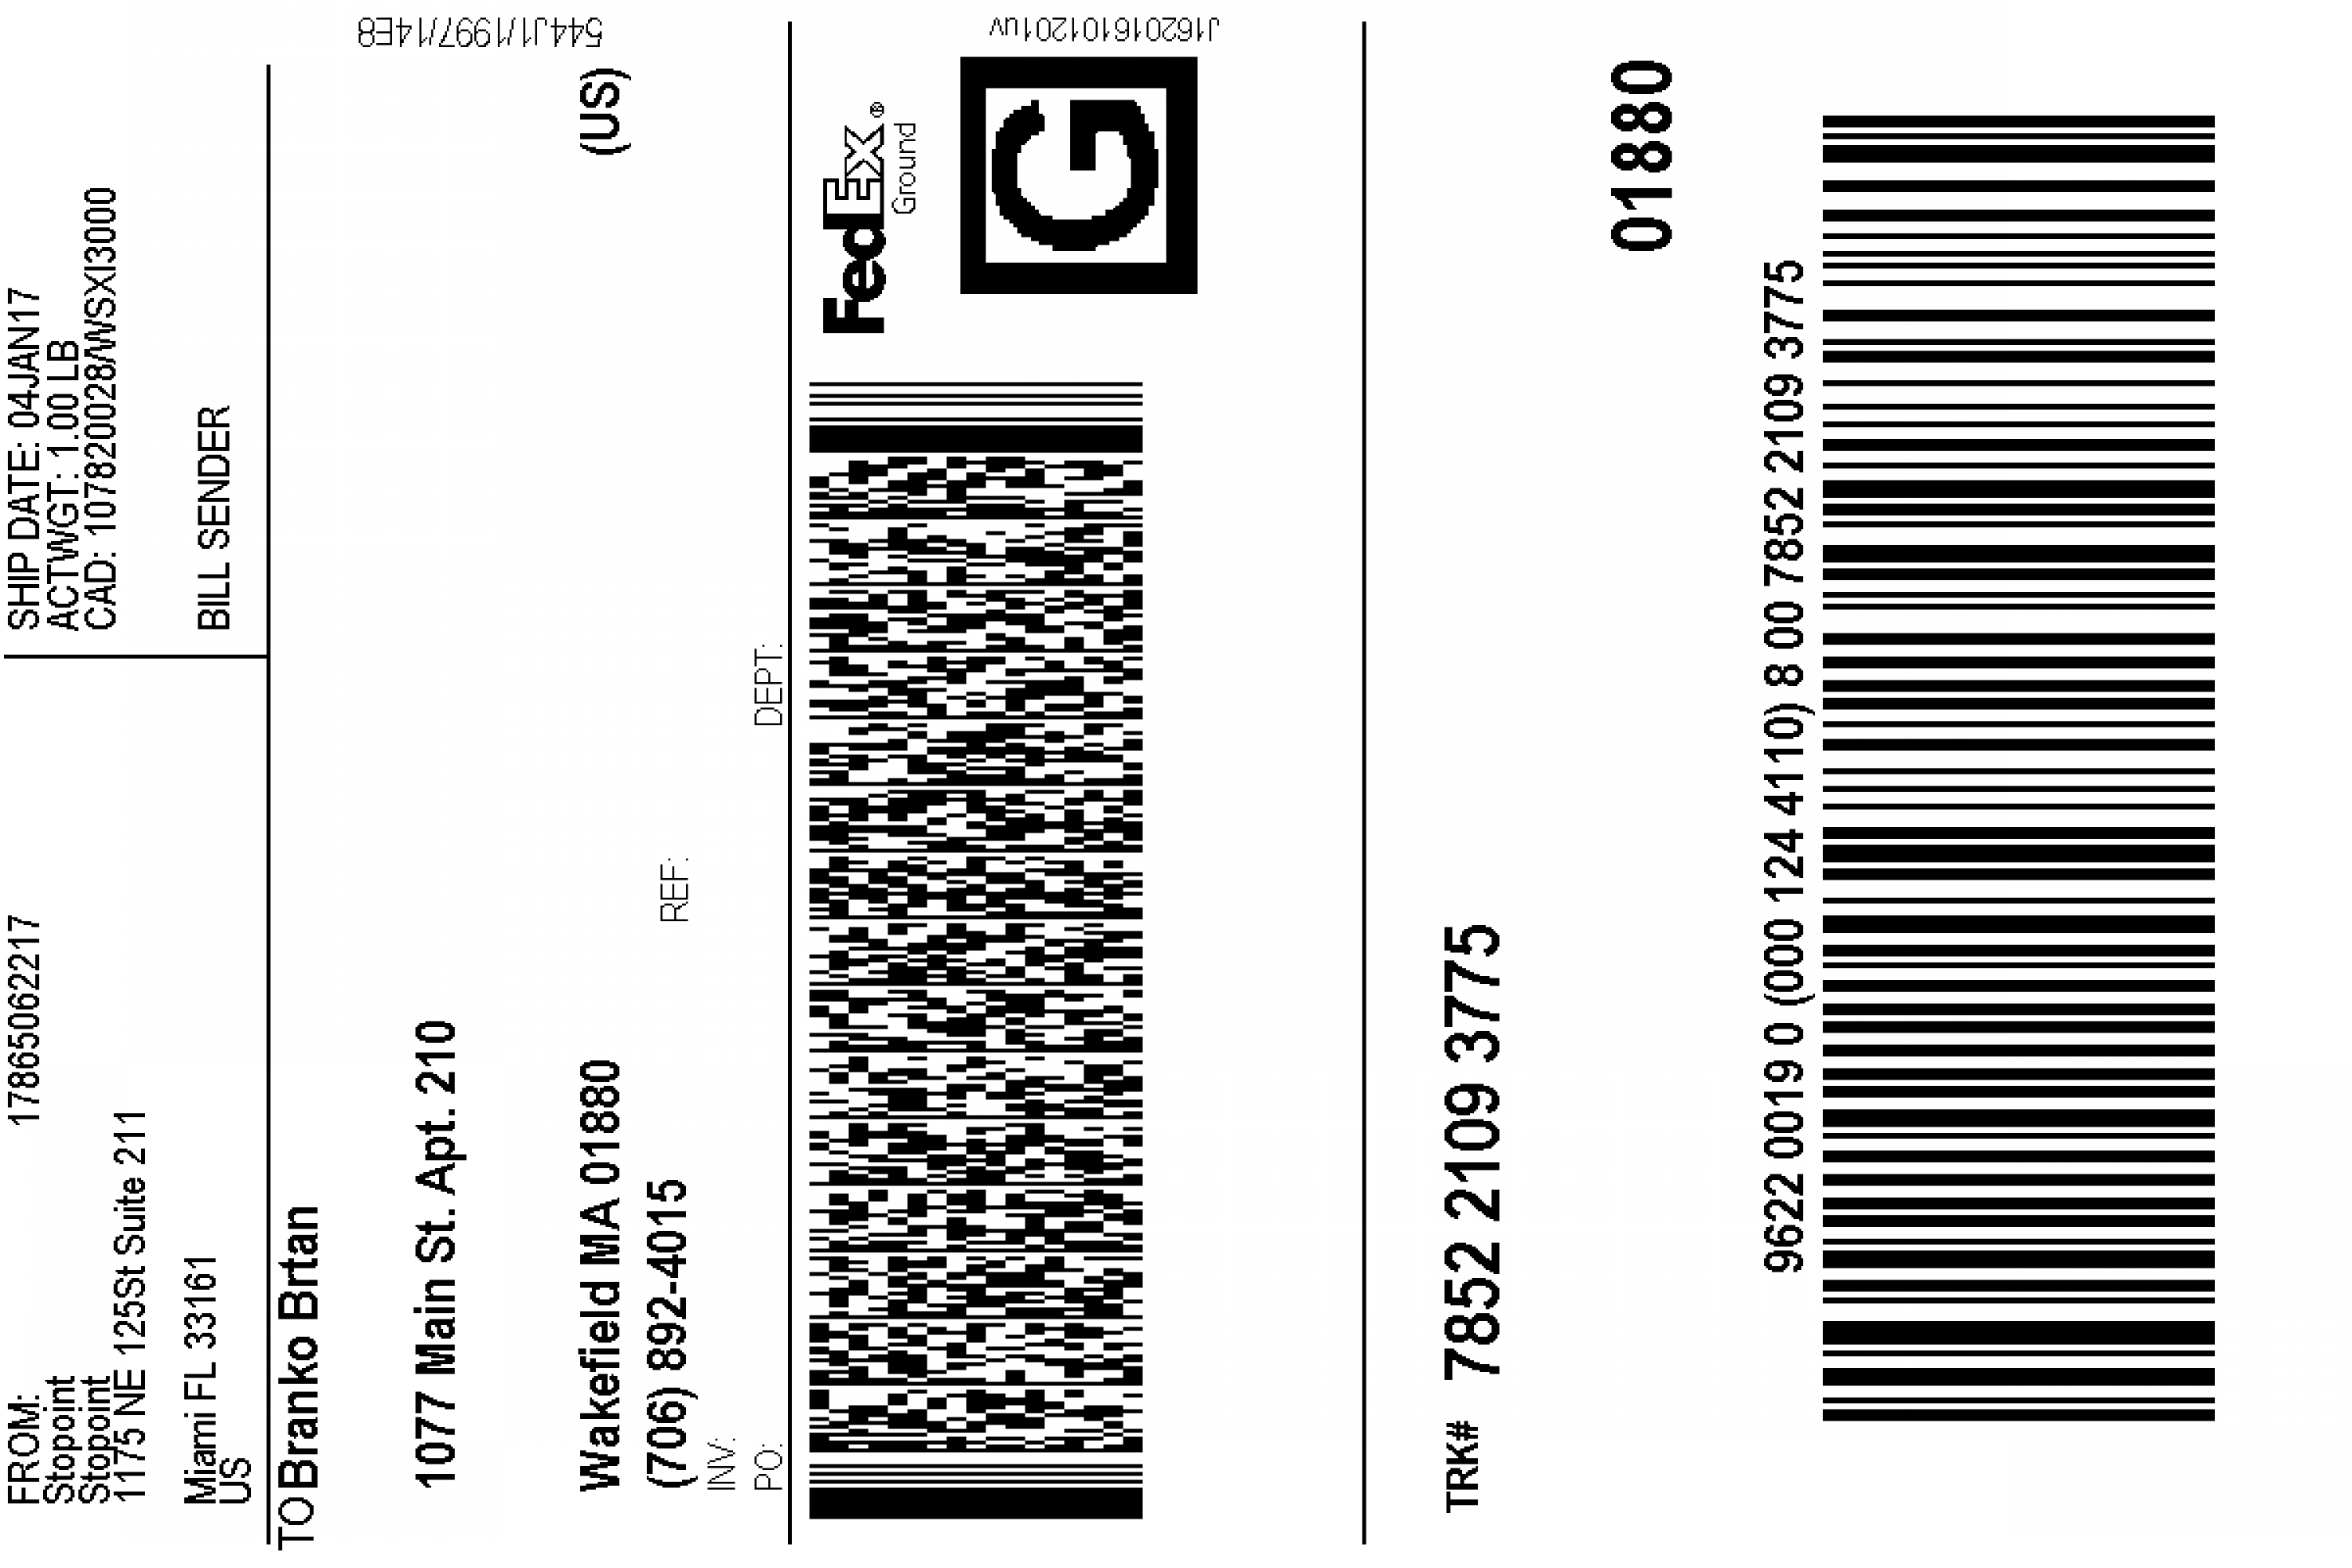 FROM: 17865062217
Stopoint
Stopoint
1175 NE 125St Suite 211
Miami FL 33161
US
SHIP DATE: 04JAN17
ACTWGT: 1.00 LB
CAD: 107820028/WSXI3000
BILL SENDER
TO Branko Brtan
1077 Main St. Apt. 210
Wakefield MA 01880
(US)
(706) 892-4015
REF:
INV:
PO:
DEPT:
544J1/1997/14E8
FedEx®
Ground
G
J162016101201uv
TRK# 7852 2109 3775
01880
9622 0019 0 (000 124 4110) 8 00 7852 2109 3775